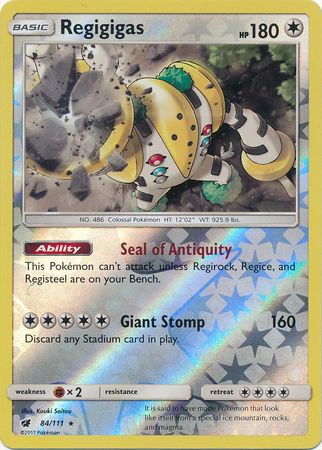 BASIC
Regigigas
HP 180
NO. 486 Colossal Pokémon HT: 12'02" WT: 925.9 lbs.
Ability
Seal of Antiquity
This Pokémon can't attack unless Regirock, Regice, and
Registeel are on your Bench.
Giant Stomp 160
Discard any Stadium card in play.
weakness × 2 resistance retreat
Illus. Kouki Saitou
84/111 ★
©2017 Pokémon
It is said to have made Pokémon that look
like itself from a special ice mountain, rocks,
and magma.